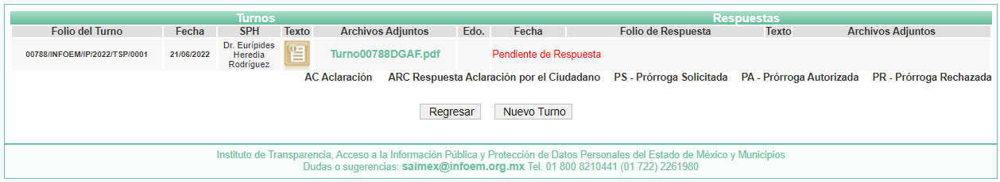 Turnos Respuestas
Folio del Turno Fecha SPH Texto Archivos Adjuntos Edo. Fecha Folio de Respuesta Texto Archivos Adjuntos
00788/INFOEM/IP/2022/TSP/0001 21/06/2022 Dr. Eurípides Heredia Rodríguez Turno00788DGAF.pdf Pendiente de Respuesta
AC Aclaración ARC Respuesta Aclaración por el Ciudadano PS - Prórroga Solicitada PA - Prórroga Autorizada PR - Prórroga Rechazada
Regresar Nuevo Turno
Instituto de Transparencia, Acceso a la Información Pública y Protección de Datos Personales del Estado de México y Municipios
Dudas o sugerencias: saimex@infoem.org.mx Tel. 01 800 8210441 (01 722) 2261980